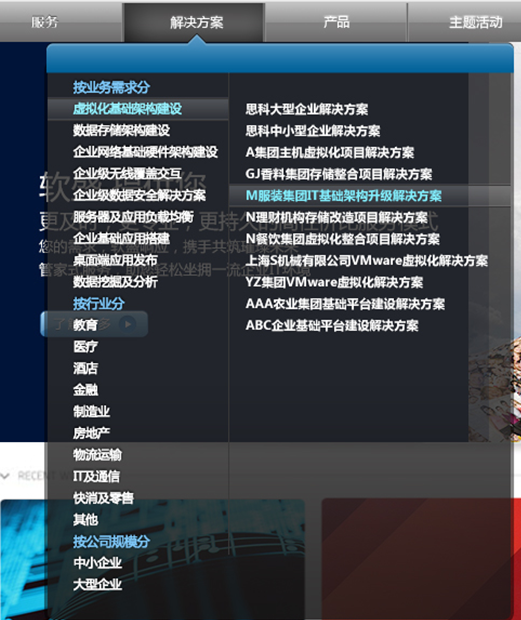 服务
解决方案
产品
主题活动
按业务需求分
虚拟化基础架构建设
数据存储架构建设
企业网络基础硬件架构建设
企业级无线覆盖交互
企业级数据安全解决方案
服务器及应用负载均衡
企业基础应用搭建
桌面端应用发布
数据挖掘及分析
按行业分
教育
医疗
酒店
金融
制造业
房地产
物流运输
IT及通信
快消及零售
其他
按公司规模分
中小企业
大型企业
思科大型企业解决方案
思科中小型企业解决方案
A集团主机虚拟化项目解决方案
GJ香料集团存储整合项目解决方案
M服装集团IT基础架构升级解决方案
N理财机构存储改造项目解决方案
N餐饮集团虚拟化整合项目解决方案
上海S机械有限公司VMware虚拟化解决方案
YZ集团VMware虚拟化解决方案
AAA农业集团基础平台建设解决方案
ABC企业基础平台建设解决方案
RECENT